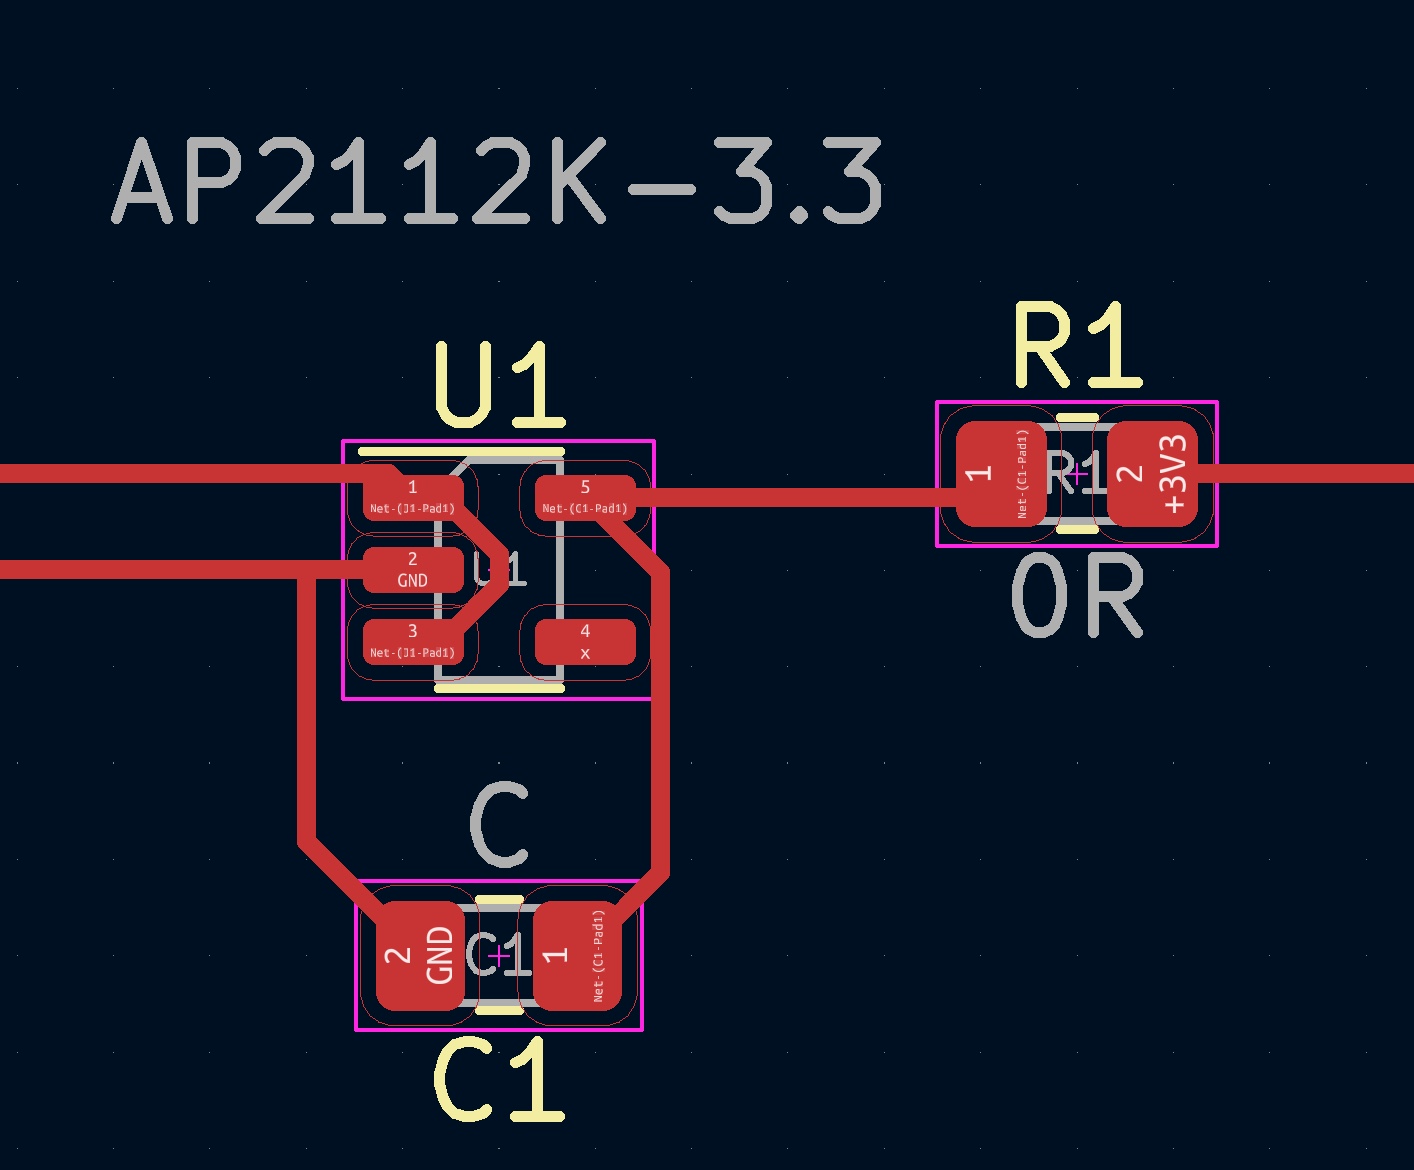 AP2112K-3.3
R1
U1
1
Net-(J1-Pad1)
5
Net-(C1-Pad1)
2
GND
U1
3
Net-(J1-Pad1)
4
x
1
Net-(C1-Pad1)
R1
2
+3V3
0R
C
2
GND
C1
1
Net-(C1-Pad1)
C1